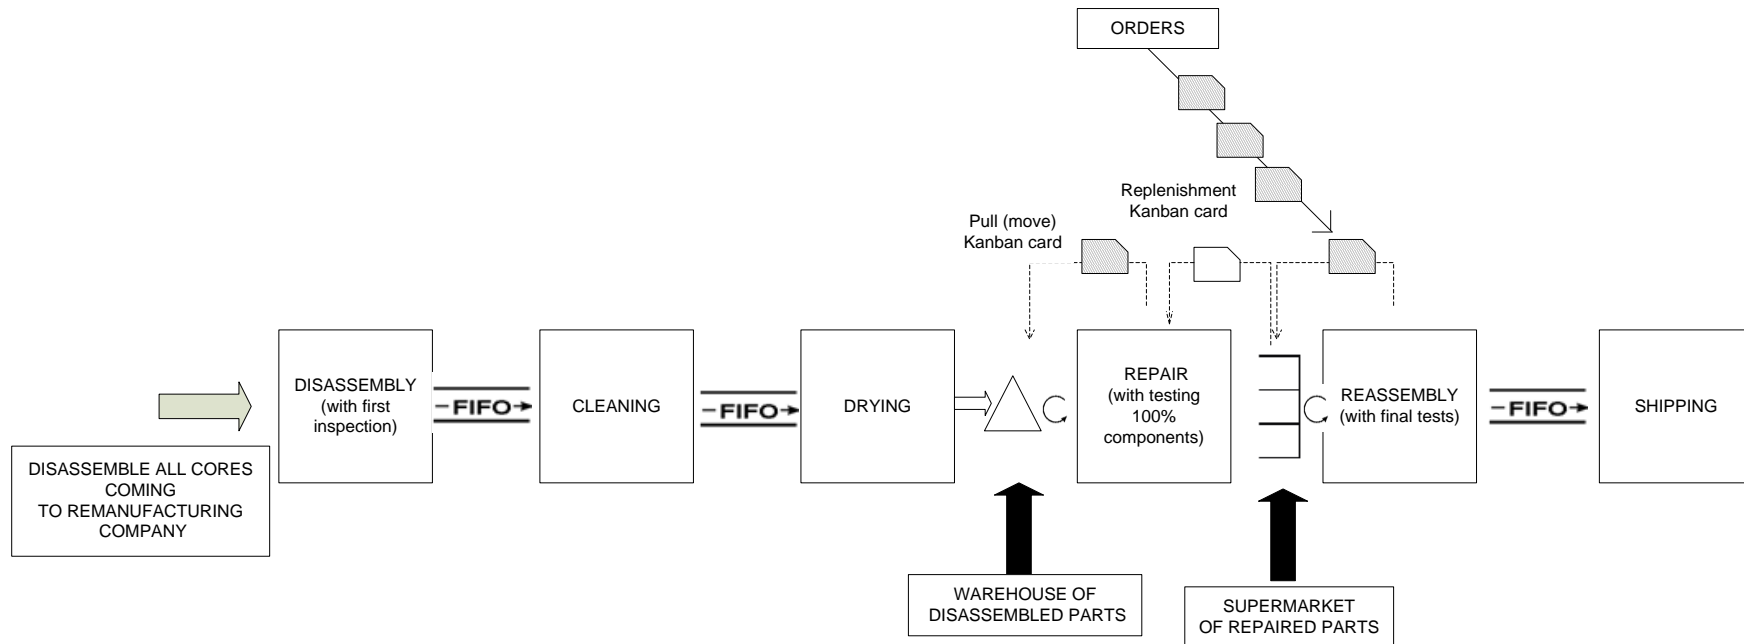 ORDERS
Replenishment
Kanban card
Pull (move)
Kanban card
DISASSEMBLY
(with first
inspection)
FIFO
CLEANING
FIFO
DRYING
REPAIR
(with testing
100%
components)
REASSEMBLY
(with final tests)
FIFO
SHIPPING
DISASSEMBLE ALL CORES
COMING
TO REMANUFACTURING
COMPANY
WAREHOUSE OF
DISASSEMBLED PARTS
SUPERMARKET
OF REPAIRED PARTS